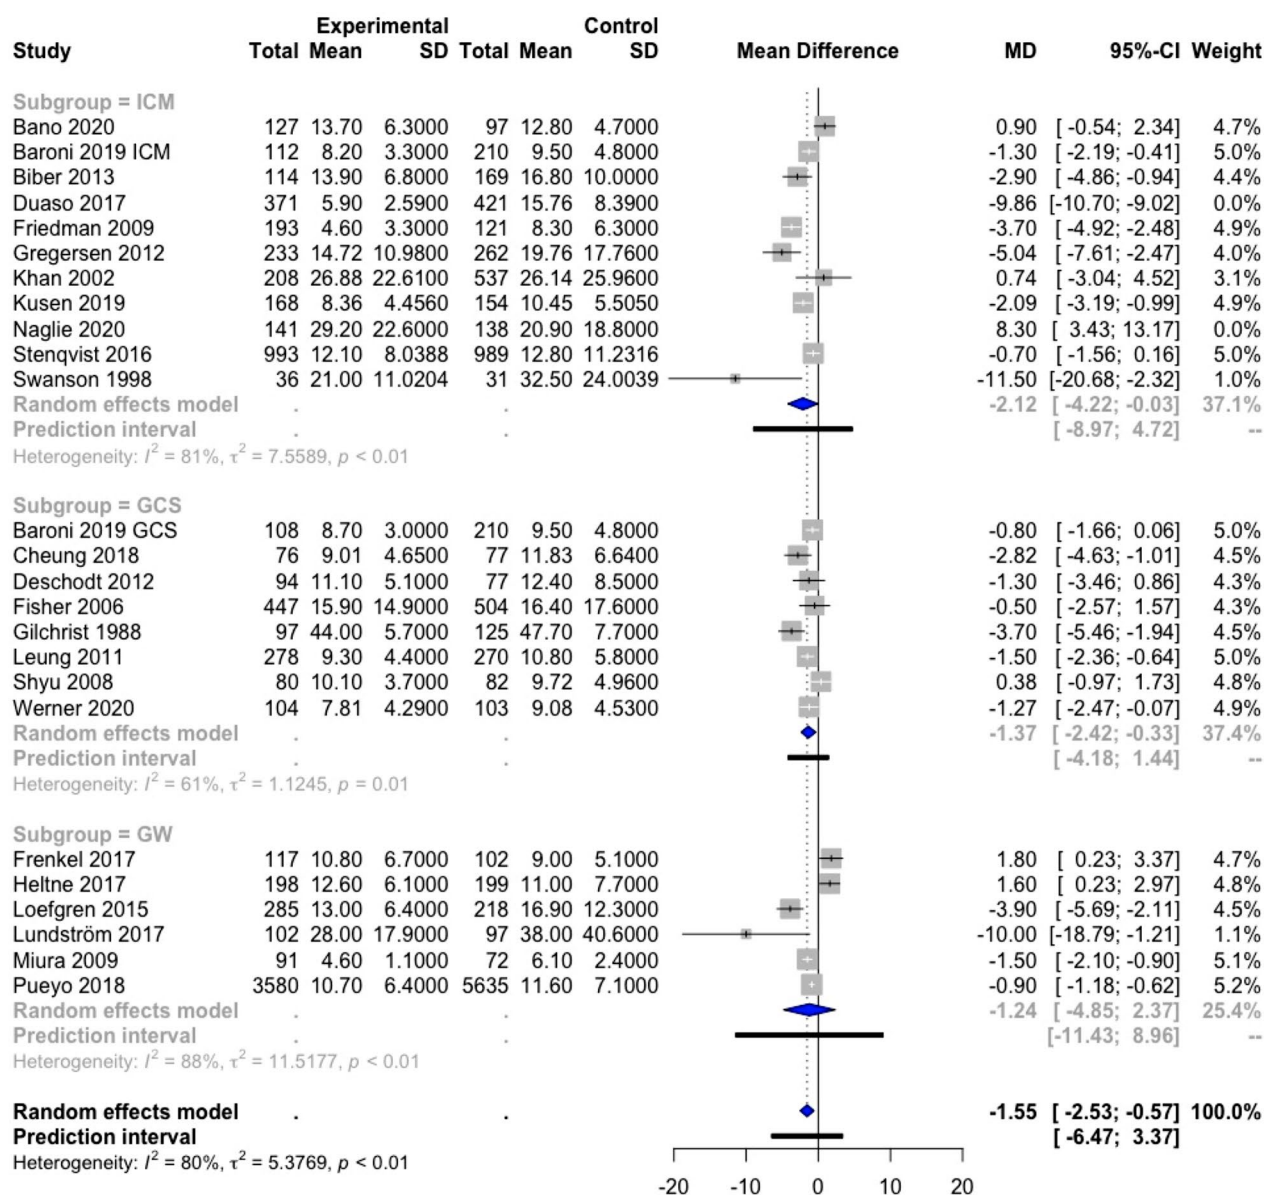 Experimental Control
Study Total Mean SD Total Mean SD Mean Difference MD 95%-CI Weight
Subgroup = ICM
Bano 2020 127 13.70 6.3000 97 12.80 4.7000 0.90 [ -0.54; 2.34] 4.7%
Baroni 2019 ICM 112 8.20 3.3000 210 9.50 4.8000 -1.30 [ -2.19; -0.41] 5.0%
Biber 2013 114 13.90 6.8000 169 16.80 10.0000 -2.90 [ -4.86; -0.94] 4.4%
Duaso 2017 371 5.90 2.5900 421 15.76 8.3900 -9.86 [-10.70; -9.02] 0.0%
Friedman 2009 193 4.60 3.3000 121 8.30 6.3000 -3.70 [ -4.92; -2.48] 4.9%
Gregersen 2012 233 14.72 10.9800 262 19.76 17.7600 -5.04 [ -7.61; -2.47] 4.0%
Khan 2002 208 26.88 22.6100 537 26.14 25.9600 0.74 [ -3.04; 4.52] 3.1%
Kusen 2019 168 8.36 4.4560 154 10.45 5.5050 -2.09 [ -3.19; -0.99] 4.9%
Naglie 2020 141 29.20 22.6000 138 20.90 18.8000 8.30 [ 3.43; 13.17] 0.0%
Stenqvist 2016 993 12.10 8.0388 989 12.80 11.2316 -0.70 [ -1.56; 0.16] 5.0%
Swanson 1998 36 21.00 11.0204 31 32.50 24.0039 -11.50 [-20.68; -2.32] 1.0%
Random effects model . . -2.12 [ -4.22; -0.03] 37.1%
Prediction interval . . [ -8.97; 4.72] --
Heterogeneity: I² = 81%, τ² = 7.5589, p < 0.01
Subgroup = GCS
Baroni 2019 GCS 108 8.70 3.0000 210 9.50 4.8000 -0.80 [ -1.66; 0.06] 5.0%
Cheung 2018 76 9.01 4.6500 77 11.83 6.6400 -2.82 [ -4.63; -1.01] 4.5%
Deschodt 2012 94 11.10 5.1000 77 12.40 8.5000 -1.30 [ -3.46; 0.86] 4.3%
Fisher 2006 447 15.90 14.9000 504 16.40 17.6000 -0.50 [ -2.57; 1.57] 4.3%
Gilchrist 1988 97 44.00 5.7000 125 47.70 7.7000 -3.70 [ -5.46; -1.94] 4.5%
Leung 2011 278 9.30 4.4000 270 10.80 5.8000 -1.50 [ -2.36; -0.64] 5.0%
Shyu 2008 80 10.10 3.7000 82 9.72 4.9600 0.38 [ -0.97; 1.73] 4.8%
Werner 2020 104 7.81 4.2900 103 9.08 4.5300 -1.27 [ -2.47; -0.07] 4.9%
Random effects model . . -1.37 [ -2.42; -0.33] 37.4%
Prediction interval . . [ -4.18; 1.44] --
Heterogeneity: I² = 61%, τ² = 1.1245, p = 0.01
Subgroup = GW
Frenkel 2017 117 10.80 6.7000 102 9.00 5.1000 1.80 [ 0.23; 3.37] 4.7%
Heltne 2017 198 12.60 6.1000 199 11.00 7.7000 1.60 [ 0.23; 2.97] 4.8%
Loefgren 2015 285 13.00 6.4000 218 16.90 12.3000 -3.90 [ -5.69; -2.11] 4.5%
Lundström 2017 102 28.00 17.9000 97 38.00 40.6000 -10.00 [-18.79; -1.21] 1.1%
Miura 2009 91 4.60 1.1000 72 6.10 2.4000 -1.50 [ -2.10; -0.90] 5.1%
Pueyo 2018 3580 10.70 6.4000 5635 11.60 7.1000 -0.90 [ -1.18; -0.62] 5.2%
Random effects model . . -1.24 [ -4.85; 2.37] 25.4%
Prediction interval . . [-11.43; 8.96] --
Heterogeneity: I² = 88%, τ² = 11.5177, p < 0.01
Random effects model . . -1.55 [ -2.53; -0.57] 100.0%
Prediction interval [ -6.47; 3.37]
Heterogeneity: I² = 80%, τ² = 5.3769, p < 0.01
-20 -10 0 10 20